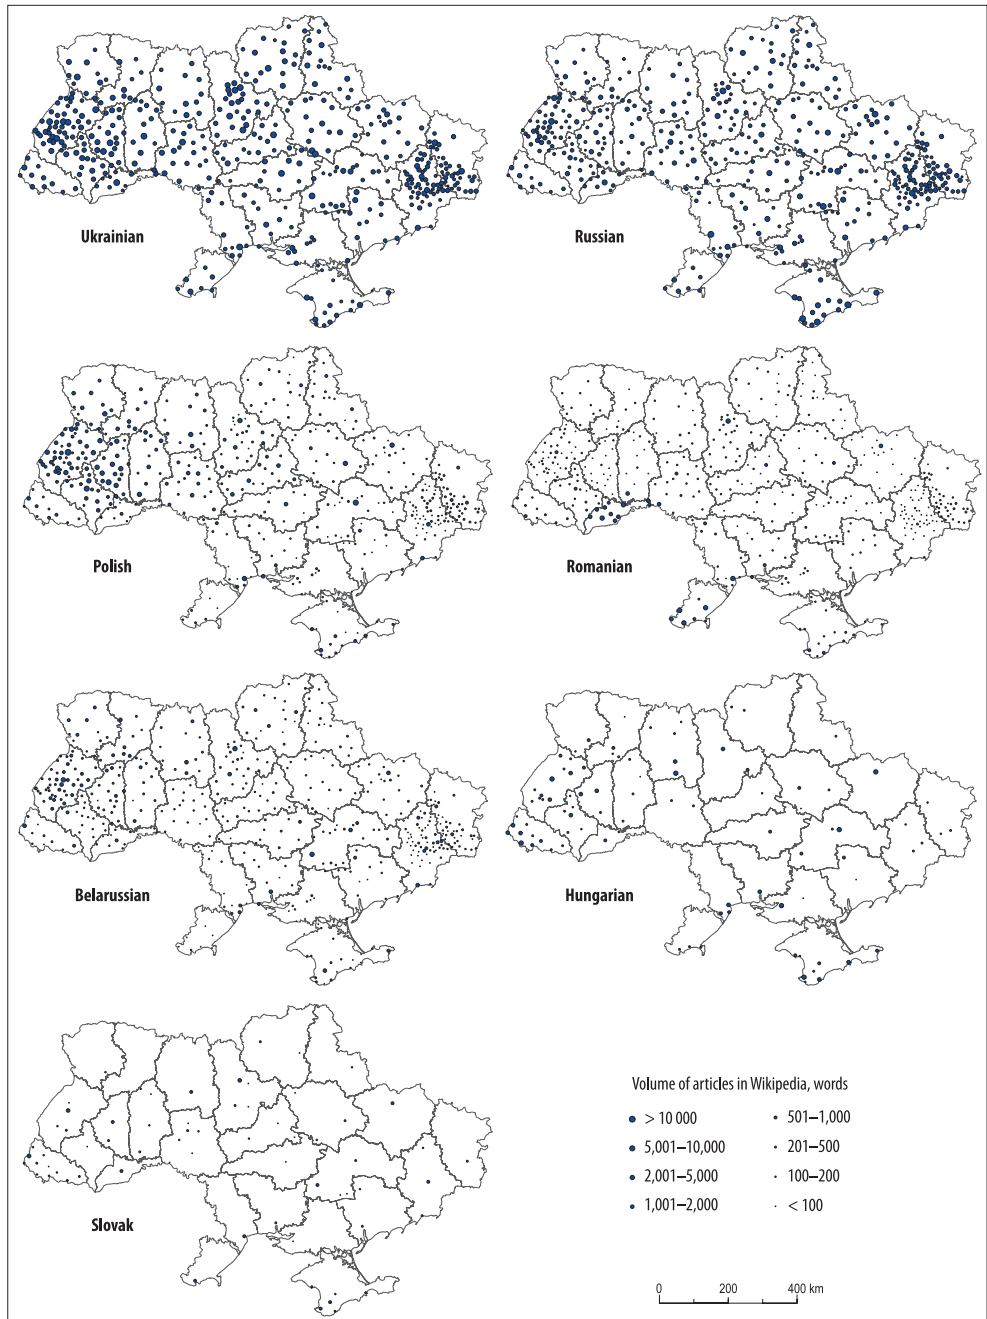 Ukrainian
Russian
Polish
Romanian
Belarussian
Hungarian
Slovak
Volume of articles in Wikipedia, words
> 10 000
5,001–10,000
2,001–5,000
1,001–2,000
501–1,000
201–500
100–200
< 100
0 200 400 km